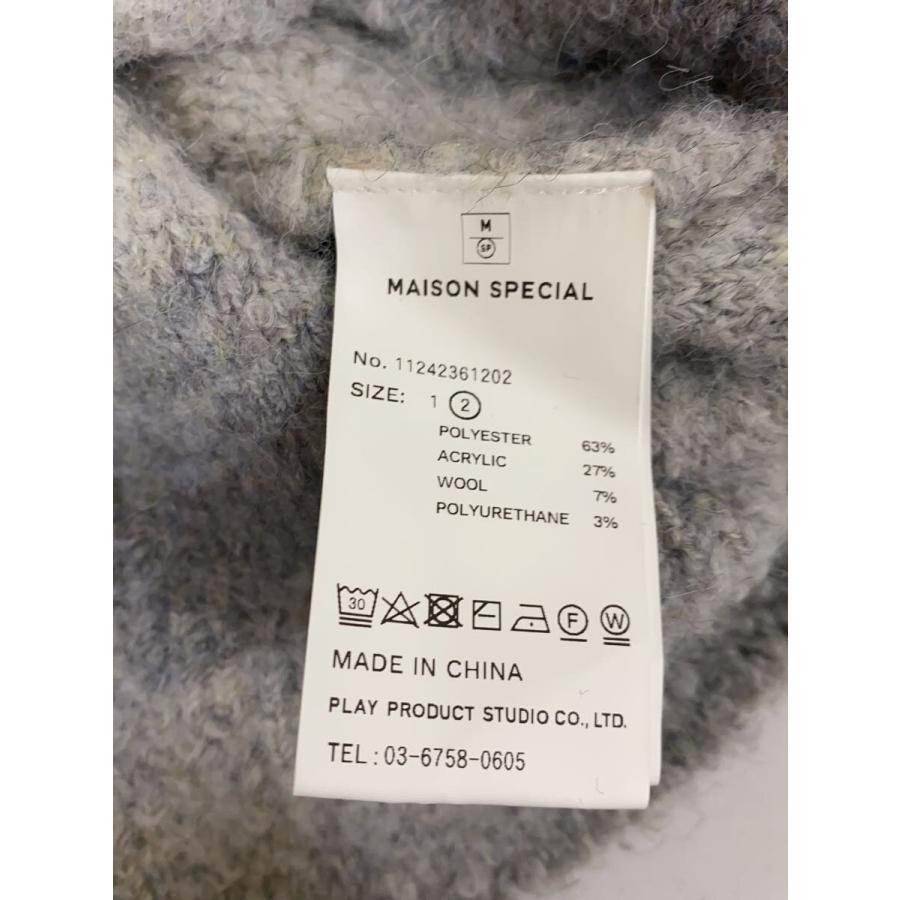 M
SP
MAISON SPECIAL
No. 11242361202
SIZE: 1 2
POLYESTER 63%
ACRYLIC 27%
WOOL 7%
POLYURETHANE 3%
30 F W
MADE IN CHINA
PLAY PRODUCT STUDIO CO., LTD.
TEL : 03-6758-0605